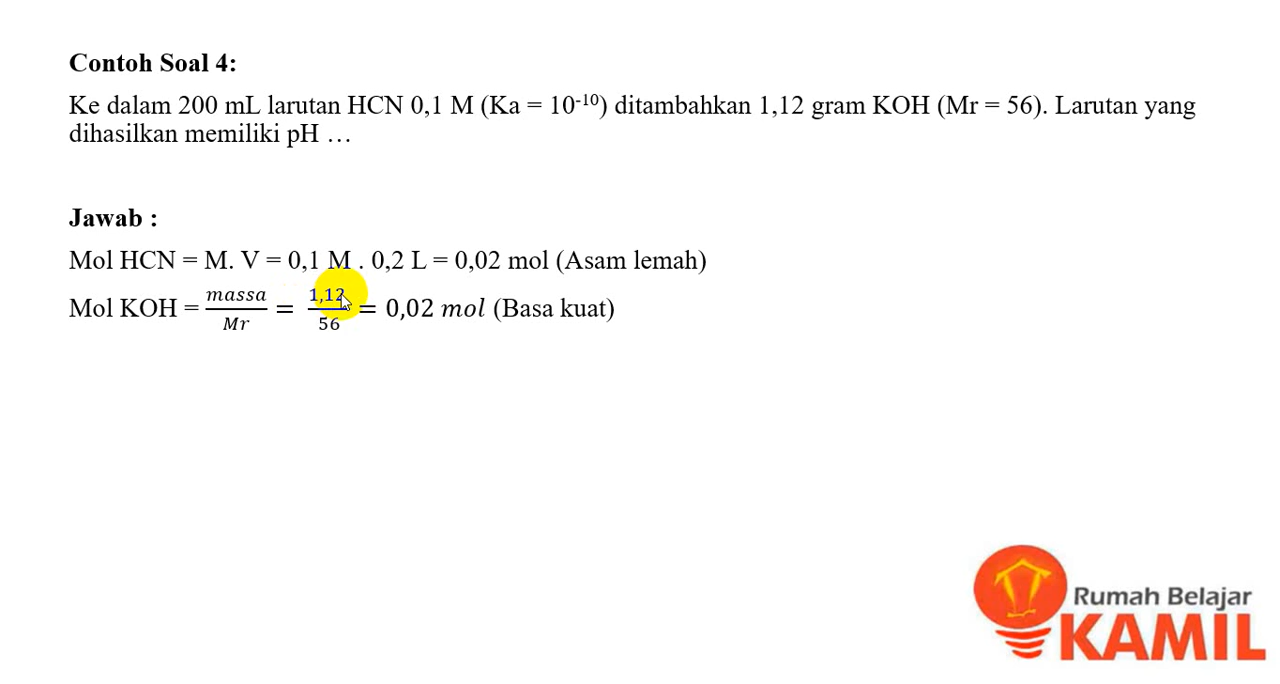 Contoh Soal 4:
Ke dalam 200 mL larutan HCN 0,1 M (Ka = 10⁻¹⁰) ditambahkan 1,12 gram KOH (Mr = 56). Larutan yang
dihasilkan memiliki pH …
Jawab :
Mol HCN = M. V = 0,1 M . 0,2 L = 0,02 mol (Asam lemah)
Mol KOH = massa/Mr = 1,12/56 = 0,02 mol (Basa kuat)
Rumah Belajar
KAMIL